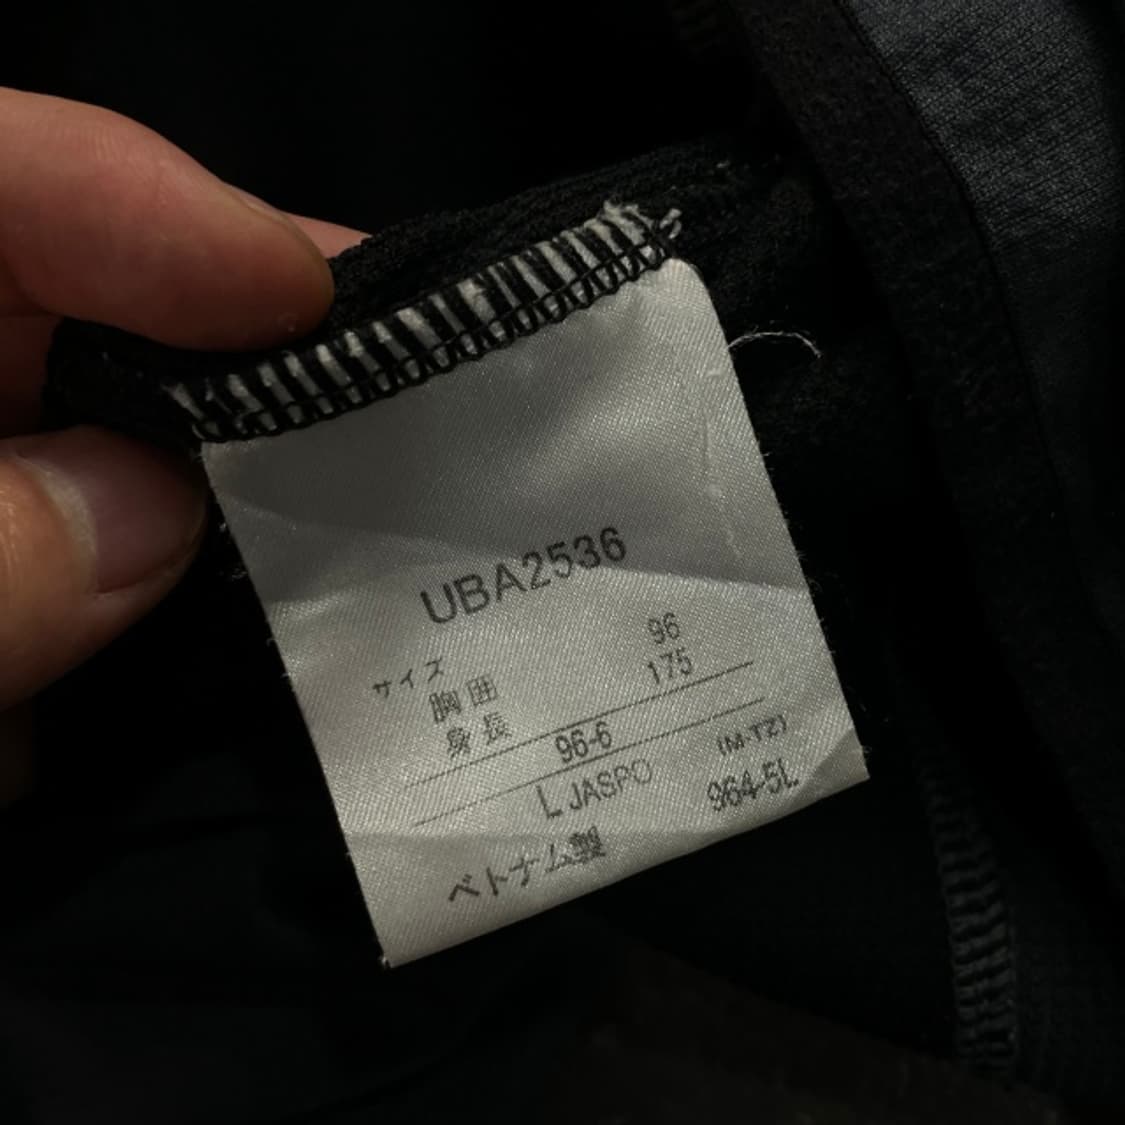 UBA2536
サイズ
胸囲 96
身長 175
96-6
L JASPO (M-TZ)
ベトナム製 964-5L